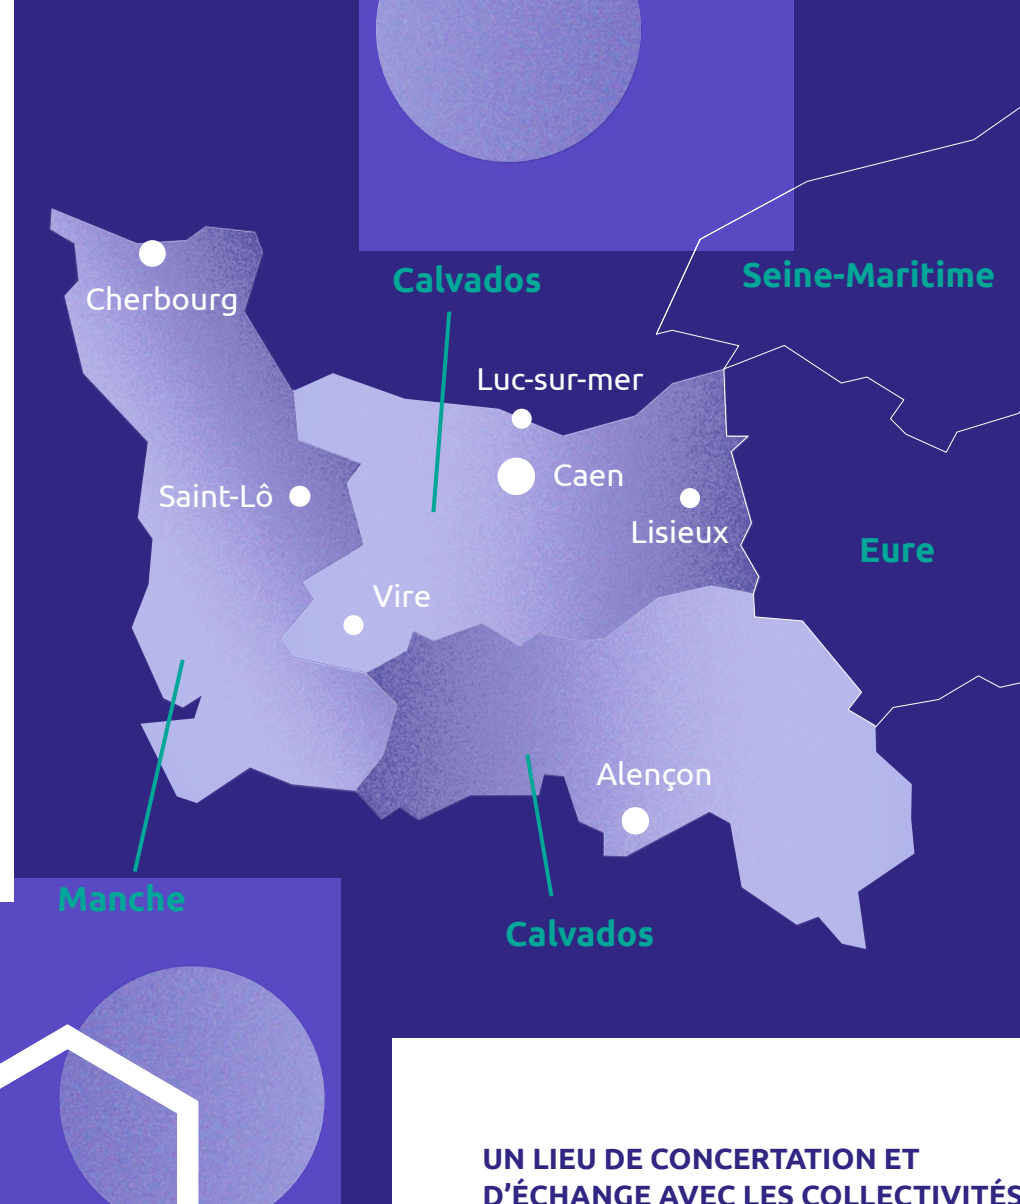 Calvados
Seine-Maritime
Cherbourg
Luc-sur-mer
Caen
Saint-Lô
Lisieux
Eure
Vire
Alençon
Manche
Calvados
UN LIEU DE CONCERTATION ET
D’ÉCHANGE AVEC LES COLLECTIVITÉS